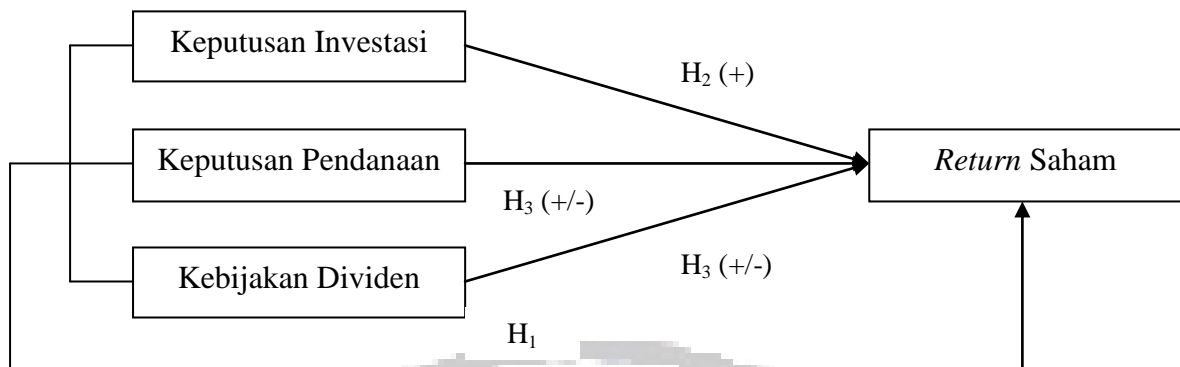 Keputusan Investasi
H₂ (+)
Keputusan Pendanaan
Return Saham
H₃ (+/-)
H₃ (+/-)
Kebijakan Dividen
H₁